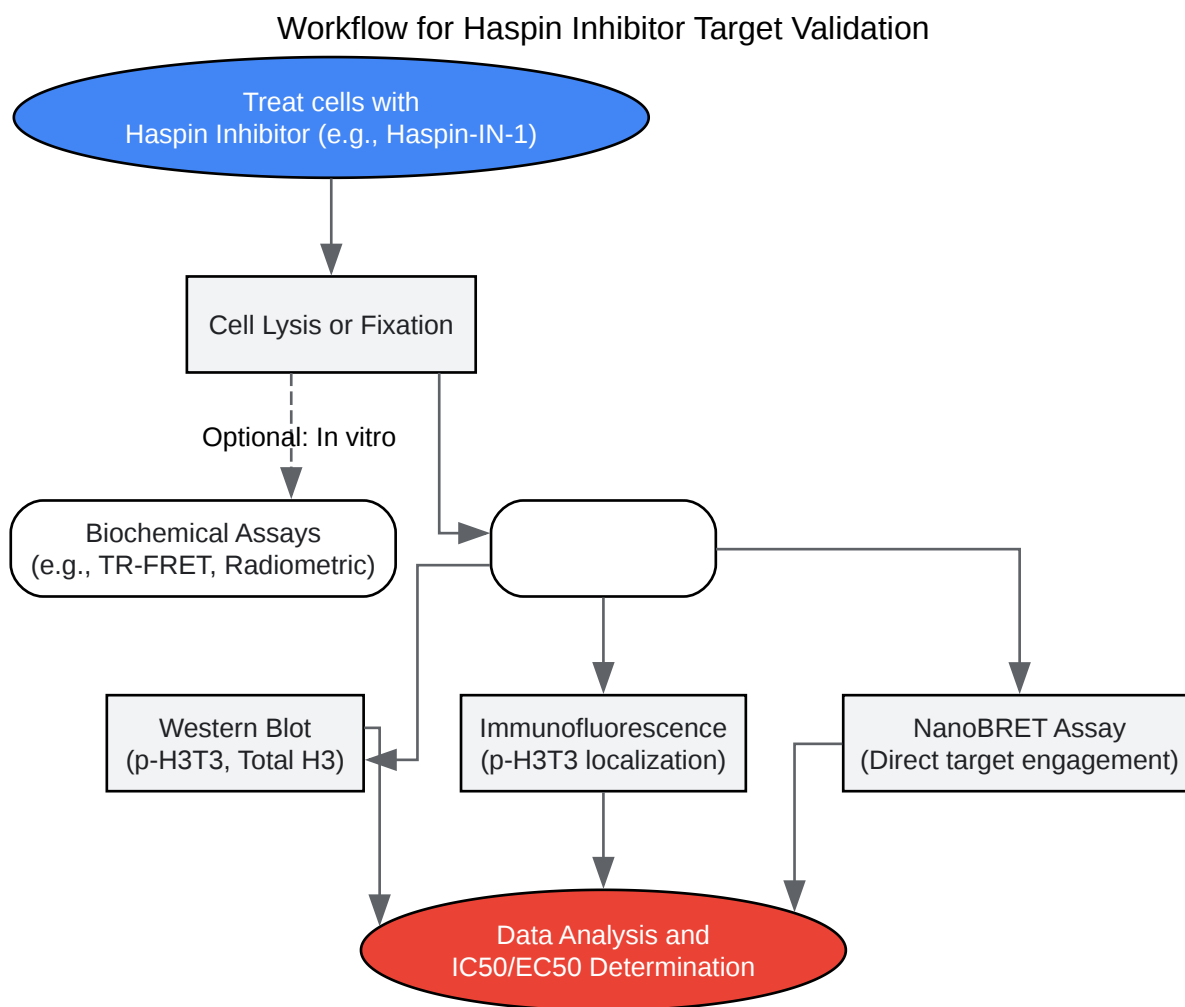 Workflow for Haspin Inhibitor Target Validation
Treat cells with
Haspin Inhibitor (e.g., Haspin-IN-1)
Cell Lysis or Fixation
Optional: In vitro
Biochemical Assays
(e.g., TR-FRET, Radiometric)
Western Blot
(p-H3T3, Total H3)
Immunofluorescence
(p-H3T3 localization)
NanoBRET Assay
(Direct target engagement)
Data Analysis and
IC50/EC50 Determination